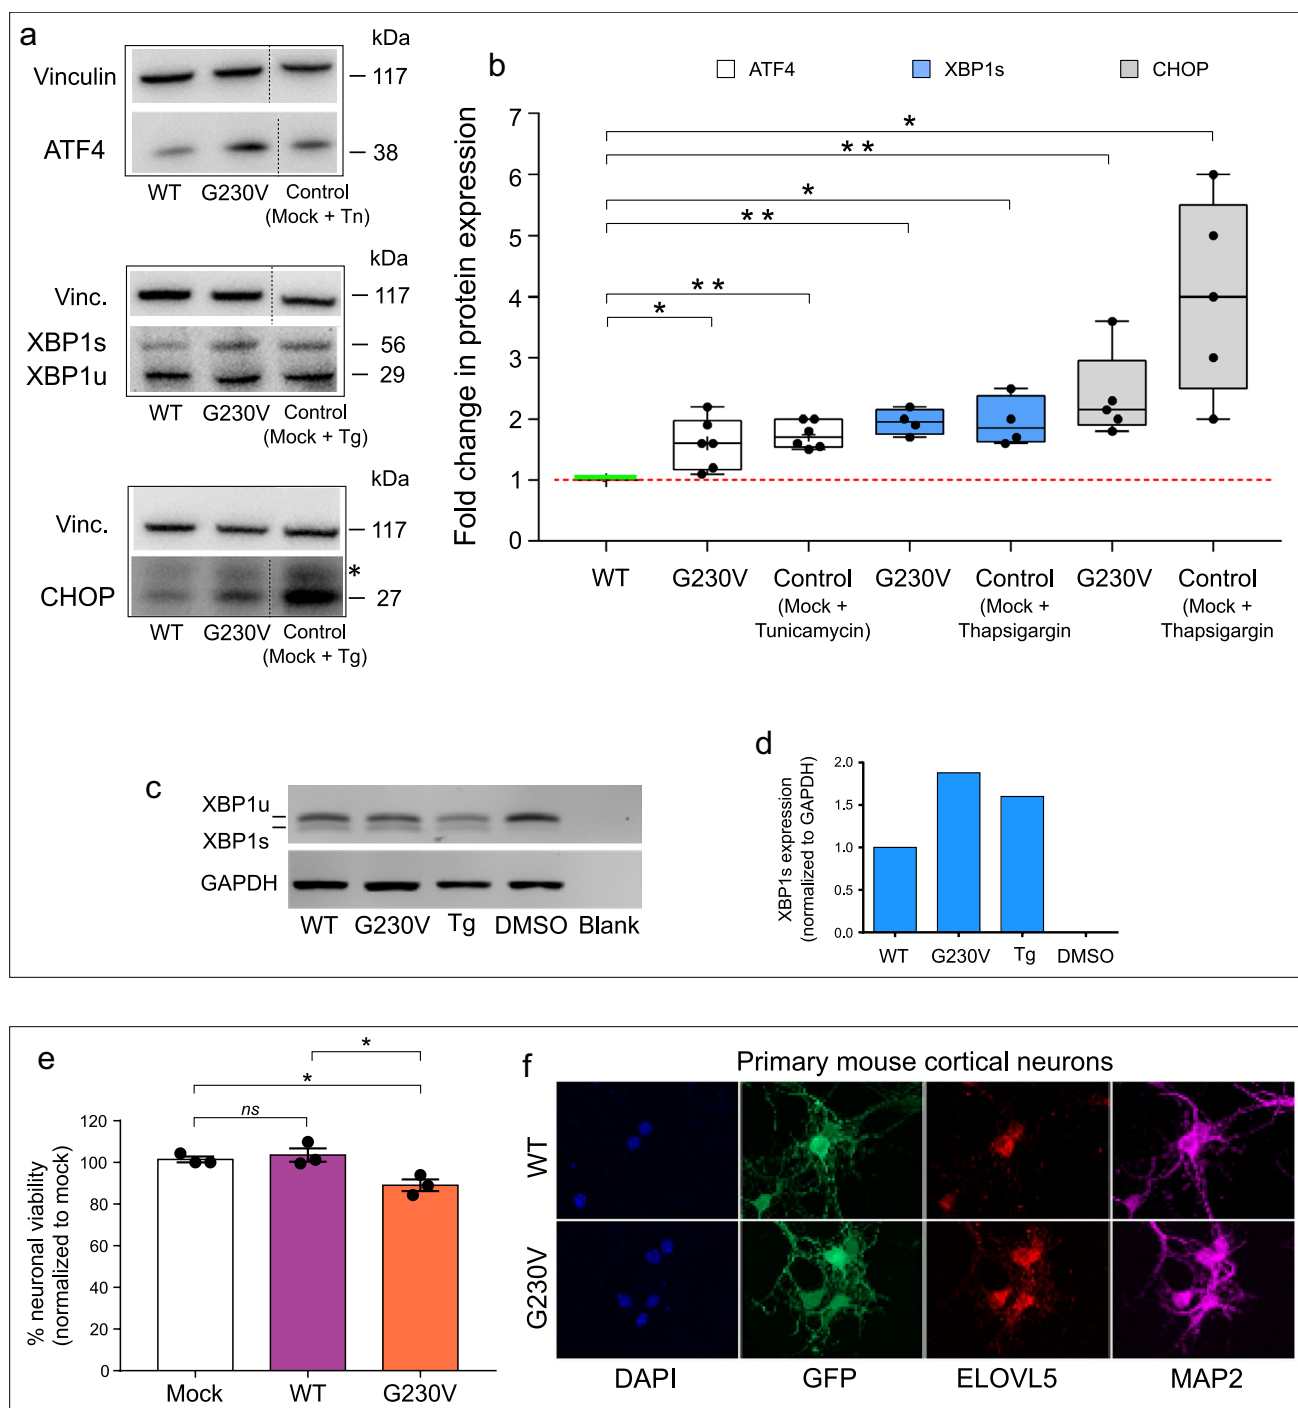 a
kDa
Vinculin
117
ATF4
38
WT G230V Control
(Mock + Tn)
kDa
Vinc.
117
XBP1s
56
XBP1u
29
WT G230V Control
(Mock + Tg)
kDa
Vinc.
117
*
CHOP
27
WT G230V Control
(Mock + Tg)
b
ATF4 XBP1s CHOP
Fold change in protein expression
7
6
5
4
3
2
1
0
*
* *
*
* *
* *
*
WT
G230V
Control
(Mock +
Tunicamycin)
G230V
Control
(Mock +
Thapsigargin
G230V
Control
(Mock +
Thapsigargin
c
XBP1u
XBP1s
GAPDH
WT G230V Tg DMSO Blank
d
XBP1s expression
(normalized to GAPDH)
2.0
1.5
1.0
0.5
0.0
WT G230V Tg DMSO
e
*
*
ns
% neuronal viability
(normalized to mock)
120
100
80
60
40
20
0
Mock WT G230V
f
Primary mouse cortical neurons
WT
G230V
DAPI GFP ELOVL5 MAP2